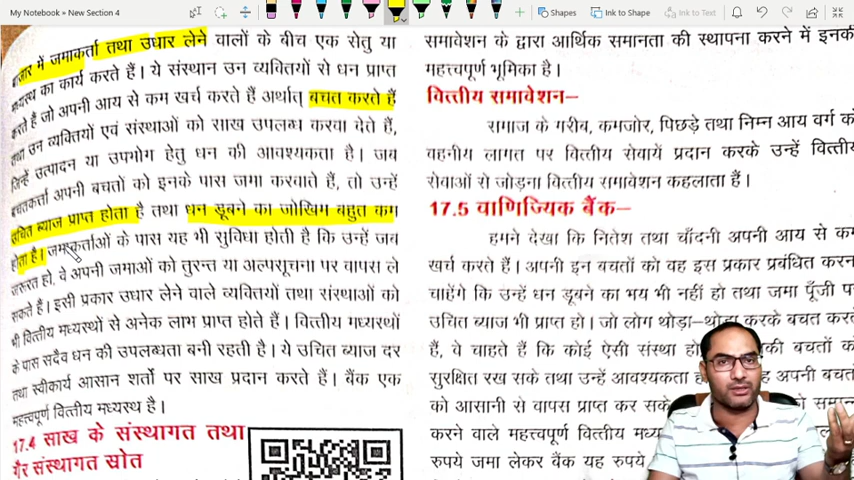 My Notebook » New Section 4
Shapes
Ink to Shape
Ink to Text
बाजार में जमाकर्ता तथा उधार लेने वालों के बीच एक सेतु या
मध्यस्थ का कार्य करते हैं। ये संस्थान उन व्यक्तियों से धन प्राप्त
करते हैं जो अपनी आय से कम खर्च करते हैं अर्थात् बचत करते हैं
तथा उन व्यक्तियों एवं संस्थाओं को साख उपलब्ध करवा देते हैं,
जिन्हें उत्पादन या उपभोग हेतु धन की आवश्यकता है। जब
बचतकर्ता अपनी बचतों को इनके पास जमा करवाते हैं, तो उन्हें
उचित ब्याज प्राप्त होता है तथा धन डूबने का जोखिम बहुत कम
होता है। जमाकर्ताओं के पास यह भी सुविधा होती है कि उन्हें जब
जरूरत हो, वे अपनी जमाओं को तुरन्त या अल्पसूचना पर वापस ले
सकते हैं। इसी प्रकार उधार लेने वाले व्यक्तियों तथा संस्थाओं को
भी वित्तीय मध्यस्थों से अनेक लाभ प्राप्त होते हैं। वित्तीय मध्यस्थों
के पास सदैव धन की उपलब्धता बनी रहती है। ये उचित ब्याज दर
तथा स्वीकार्य आसान शर्तो पर साख प्रदान करते हैं। बैंक एक
महत्त्वपूर्ण वित्तीय मध्यस्थ है।
17.4 साख के संस्थागत तथा
गैर संस्थागत स्रोत
समावेशन के द्वारा आर्थिक समानता की स्थापना करने में इनकी
महत्त्वपूर्ण भूमिका है।
वित्तीय समावेशन–
समाज के गरीब, कमजोर, पिछड़े तथा निम्न आय वर्ग को
वहनीय लागत पर वित्तीय सेवायें प्रदान करके उन्हें वित्तीय
सेवाओं से जोड़ना वित्तीय समावेशन कहलाता हैं।
17.5 वाणिज्यिक बैंक–
हमने देखा कि नितेश तथा चाँदनी अपनी आय से कम
खर्च करते हैं। अपनी इन बचतों को वह इस प्रकार प्रबंधित करन
चाहेंगे कि उन्हें धन डूबने का भय भी नहीं हो तथा जमा पूँजी प
उचित ब्याज भी प्राप्त हो। जो लोग थोड़ा–थोड़ा करके बचत करते
हैं, वे चाहते हैं कि कोई ऐसी संस्था हो की बचतों को
सुरक्षित रख सके तथा उन्हें आवश्यकता ह अपनी बचतों
को आसानी से वापस प्राप्त कर सके समान
करने वाले महत्त्वपूर्ण वित्तीय मध्य
रुपये जमा लेकर बैंक यह रुपये